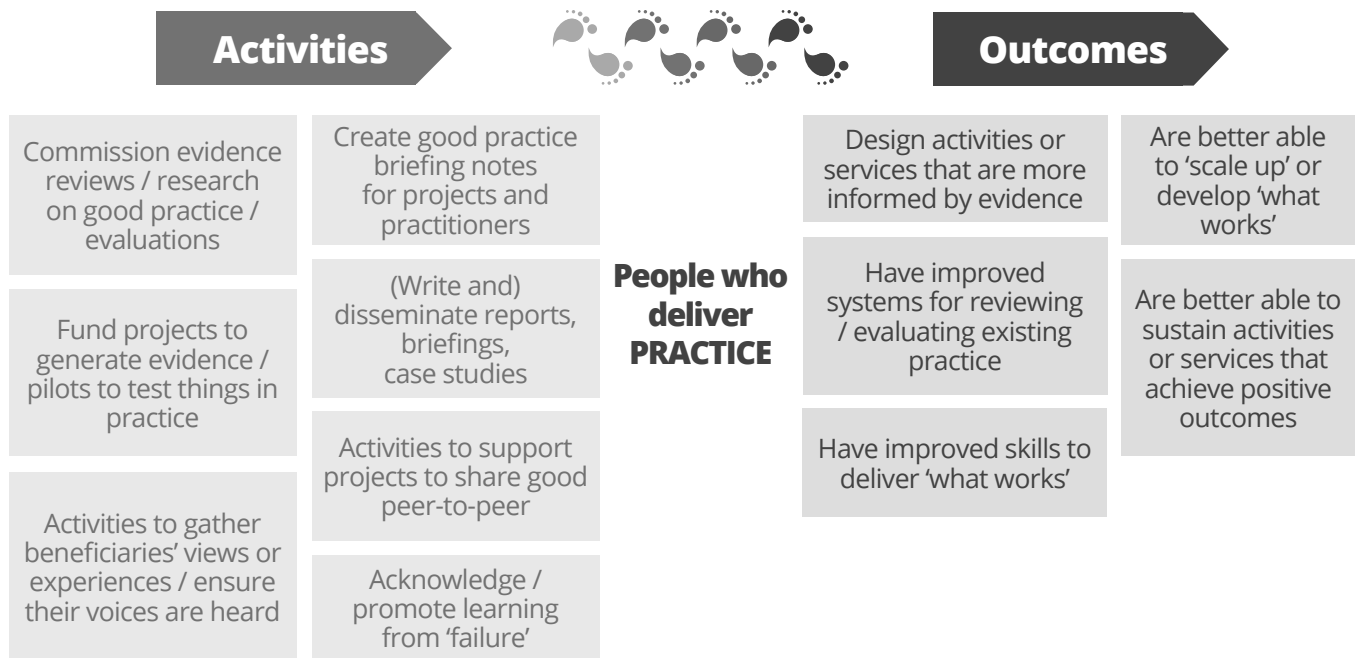 Activities
Outcomes
Commission evidence
reviews / research
on good practice /
evaluations
Fund projects to
generate evidence /
pilots to test things in
practice
Activities to gather
beneficiaries’ views or
experiences / ensure
their voices are heard
Create good practice
briefing notes
for projects and
practitioners
(Write and)
disseminate reports,
briefings,
case studies
Activities to support
projects to share good
peer-to-peer
Acknowledge /
promote learning
from ‘failure’
People who
deliver
PRACTICE
Design activities or
services that are more
informed by evidence
Have improved
systems for reviewing
/ evaluating existing
practice
Have improved skills to
deliver ‘what works’
Are better able
to ‘scale up’ or
develop ‘what
works’
Are better able to
sustain activities
or services that
achieve positive
outcomes